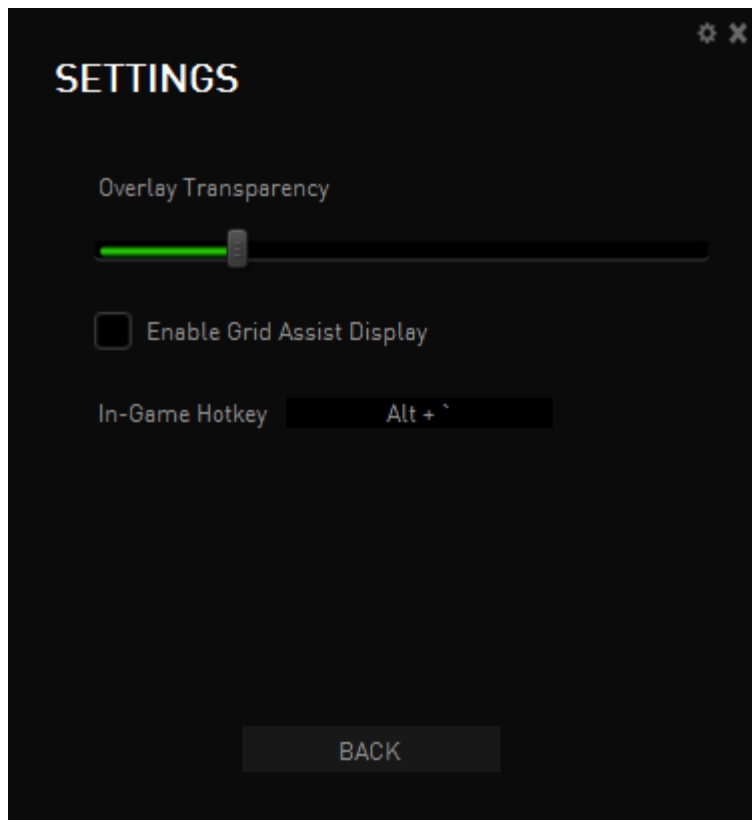 SETTINGS
Overlay Transparency
Enable Grid Assist Display
In-Game Hotkey Alt + `
BACK